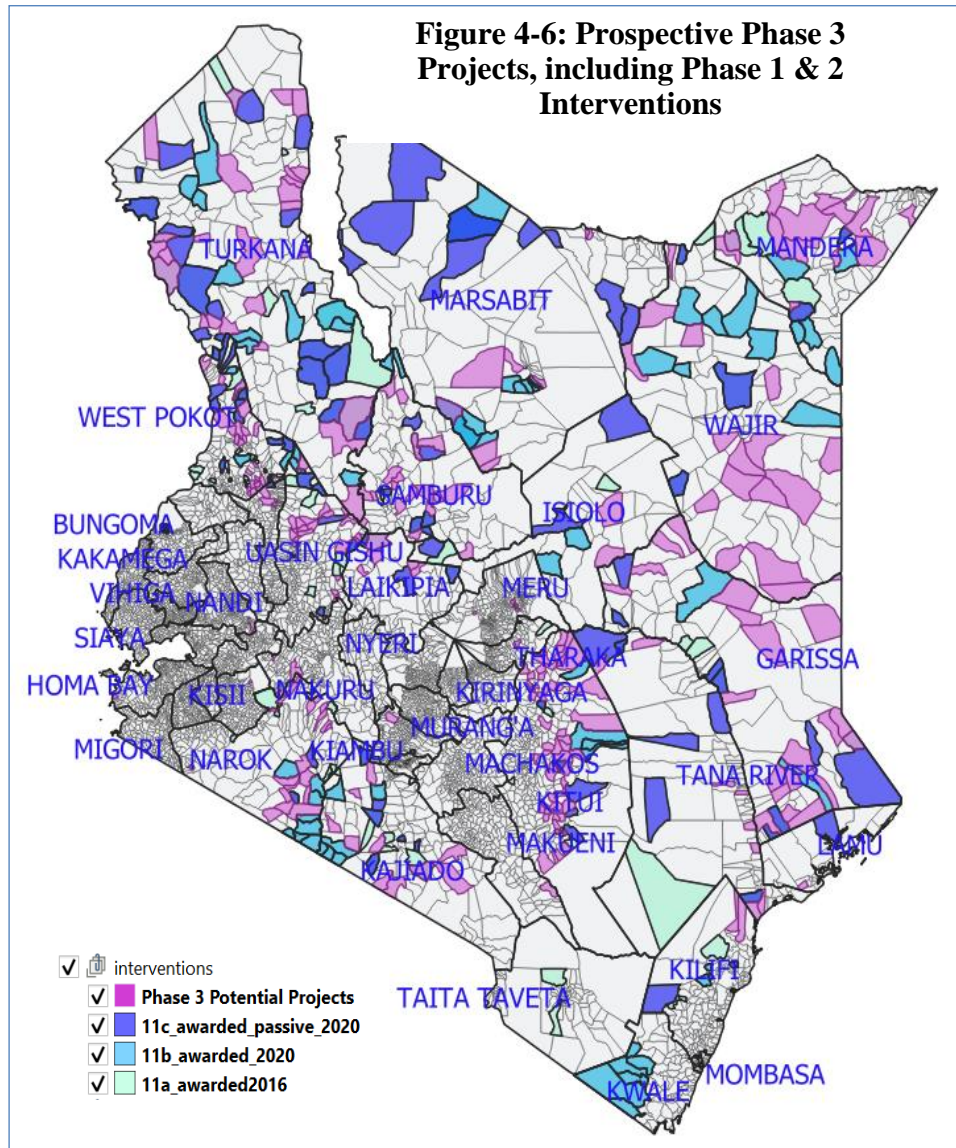 Figure 4-6: Prospective Phase 3
Projects, including Phase 1 & 2
Interventions
TURKANA
MANDERA
MARSABIT
WEST POKOT
WAJIR
SAMBURU
ISIOLO
BUNGOMA
UASIN GISHU
KAKAMEGA
LAIKIPIA
MERU
VIHIGA
NANDI
SIAYA
NYERI
THARAKA
GARISSA
HOMA BAY
KISII
NAKURU
KIRINYAGA
MURANG'A
MIGORI
NAROK
KIAMBU
MACHAKOS
TANA RIVER
KITUI
MAKUENI
LAMU
KAJIADO
KILIFI
TAITA TAVETA
MOMBASA
KWALE
interventions
Phase 3 Potential Projects
11c_awarded_passive_2020
11b_awarded_2020
11a_awarded2016